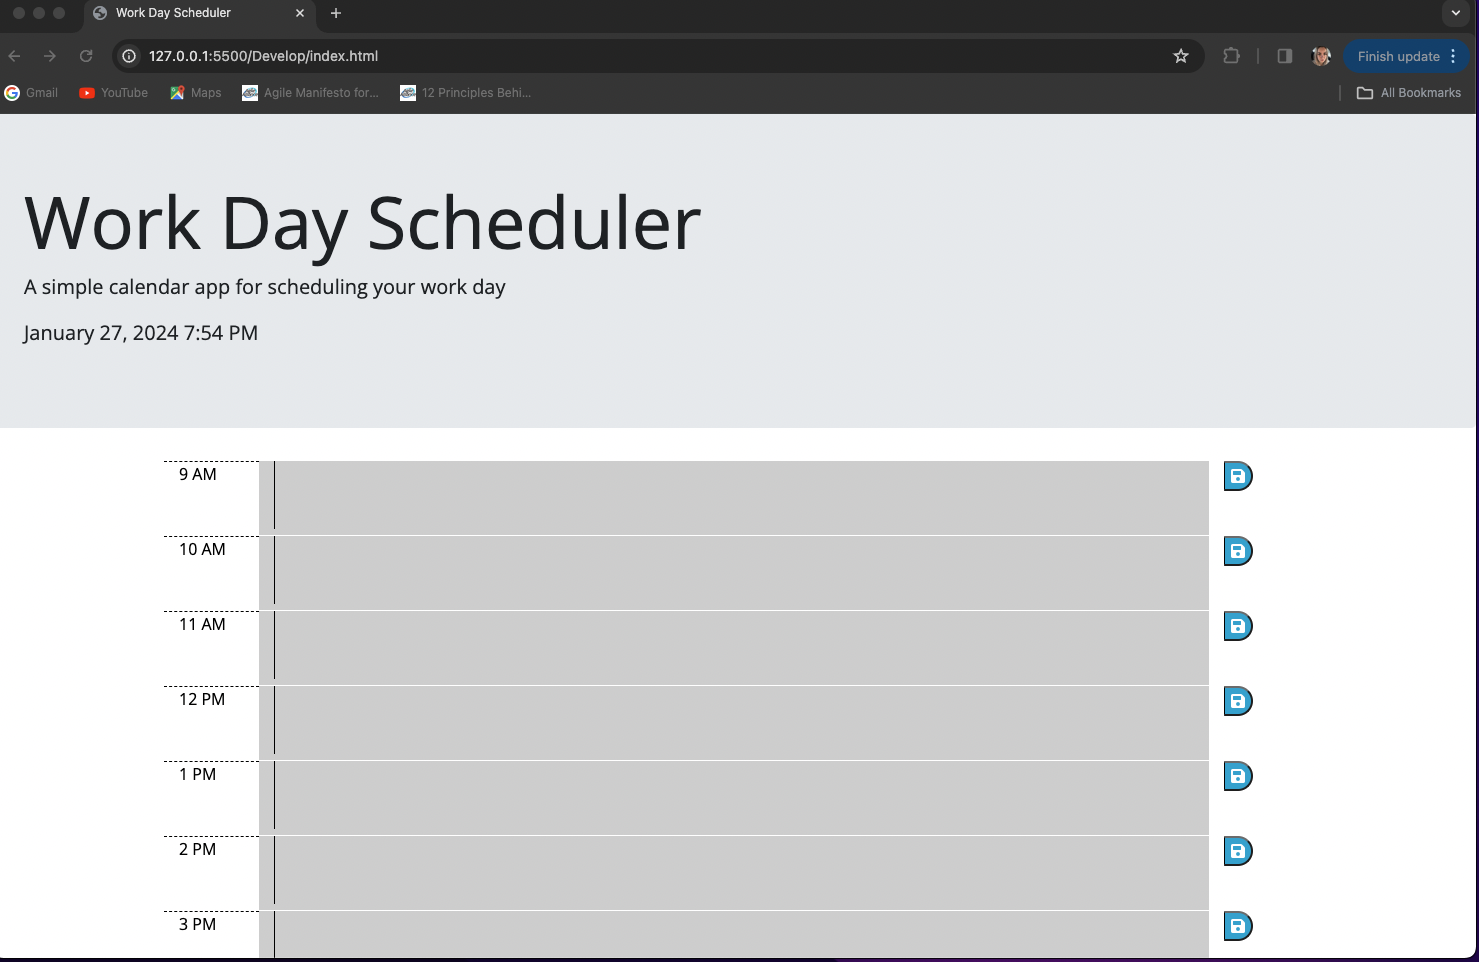 Work Day Scheduler
127.0.0.1:5500/Develop/index.html
Finish update
Gmail
YouTube
Maps
Agile Manifesto for...
12 Principles Behi...
All Bookmarks
Work Day Scheduler
A simple calendar app for scheduling your work day
January 27, 2024 7:54 PM
9 AM
10 AM
11 AM
12 PM
1 PM
2 PM
3 PM